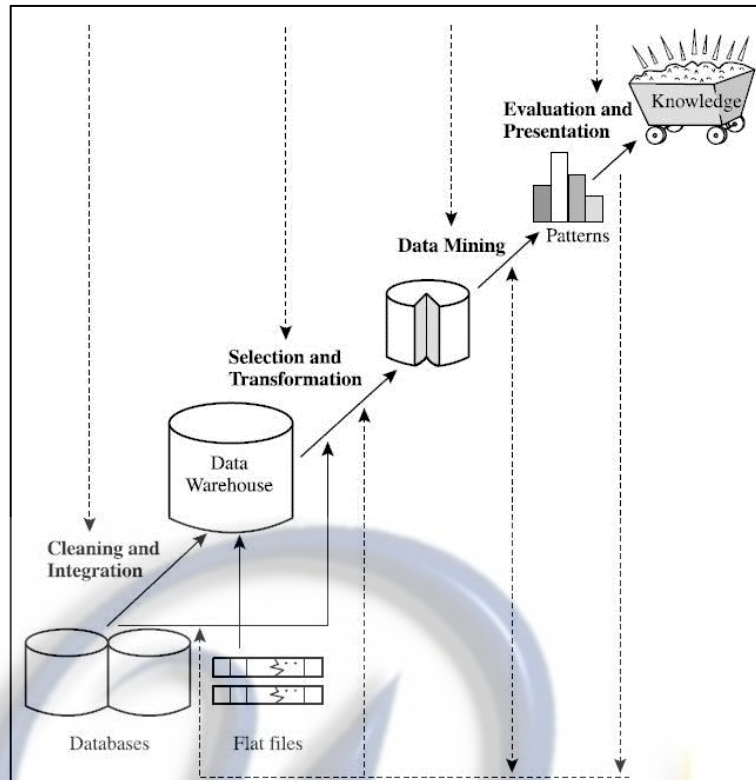 Knowledge
Evaluation and
Presentation
Patterns
Data Mining
Selection and
Transformation
Data
Warehouse
Cleaning and
Integration
Databases
Flat files